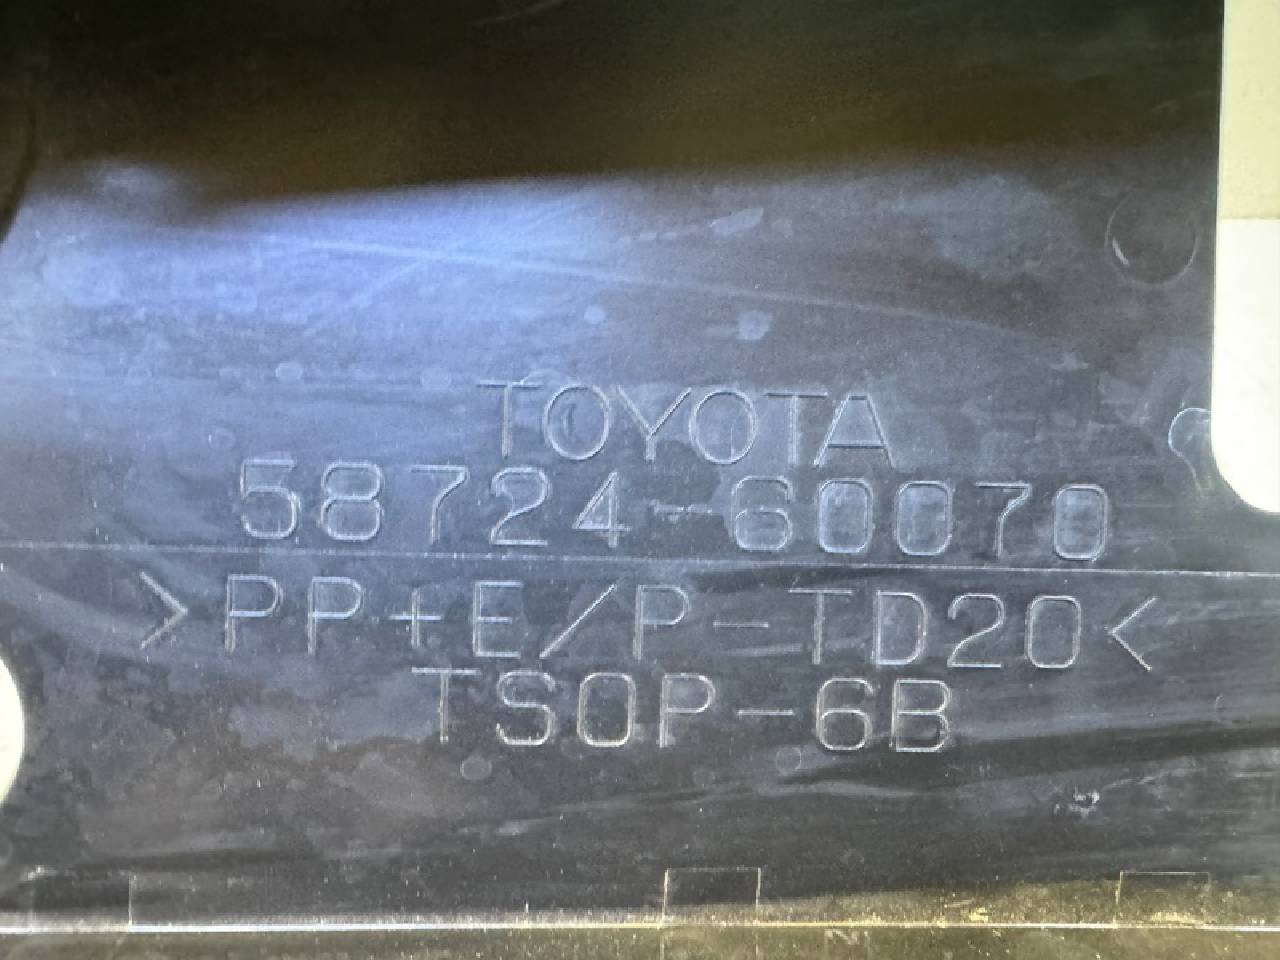 TOYOTA
58724-60070
>PP+E/P-TD20<
TSOP-6B